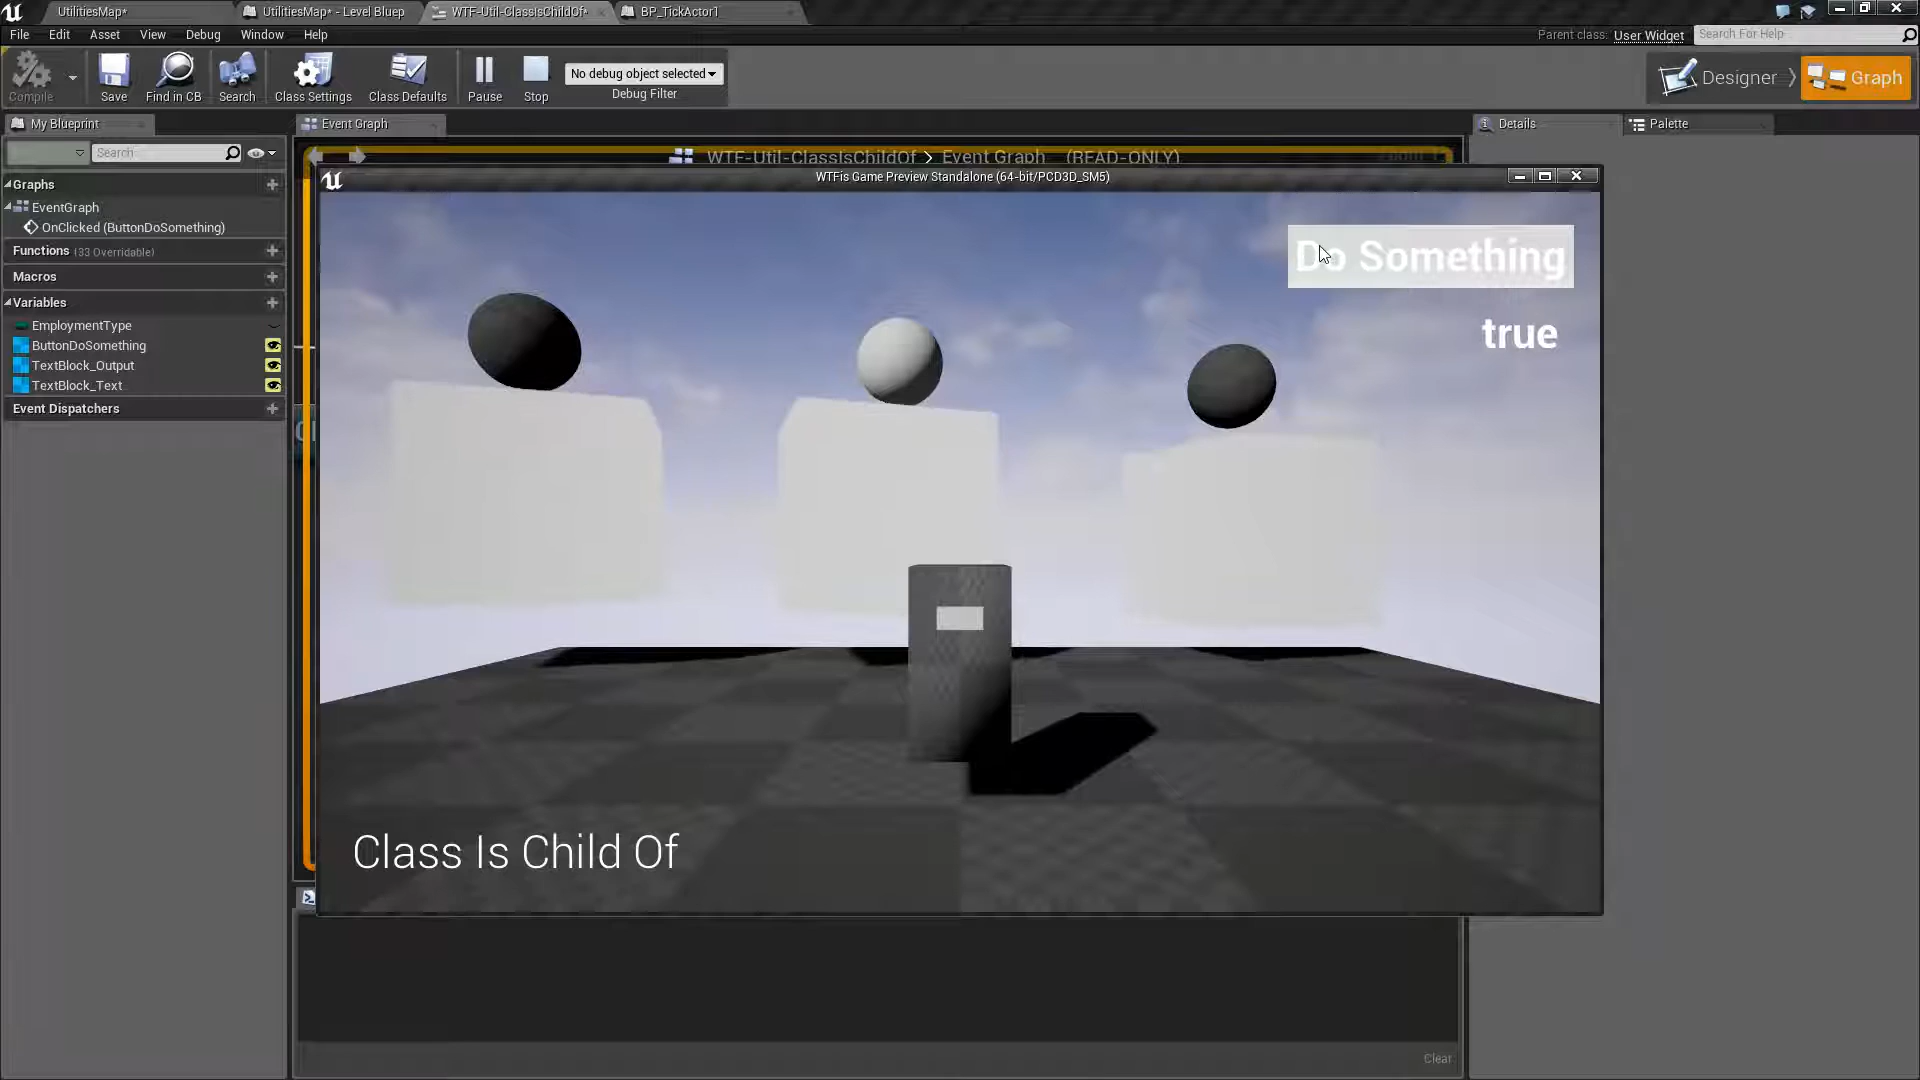 UtilitiesMap*
UtilitiesMap* - Level Bluep
WTF-Util-ClassIsChildOf*
BP_TickActor1
File Edit Asset View Window Debug Help
Parent class: User Widget
Search For Help
Compile
Save
Find in CB
Search
Class Settings
Class Defaults
Pause
Stop
No debug object selected
Debug Filter
Designer
Graph
My Blueprint
Event Graph
Details
Palette
Search
WTF-Util-ClassIsChildOf > Event Graph (READ-ONLY)
WTFis Game Preview Standalone (64-bit/PCD3D_SM5)
Graphs
EventGraph
OnClicked (ButtonDoSomething)
Functions (33 Overridable)
Macros
Variables
EmploymentType
ButtonDoSomething
TextBlock_Output
TextBlock_Text
Event Dispatchers
Do Something
true
Class Is Child Of
Clear